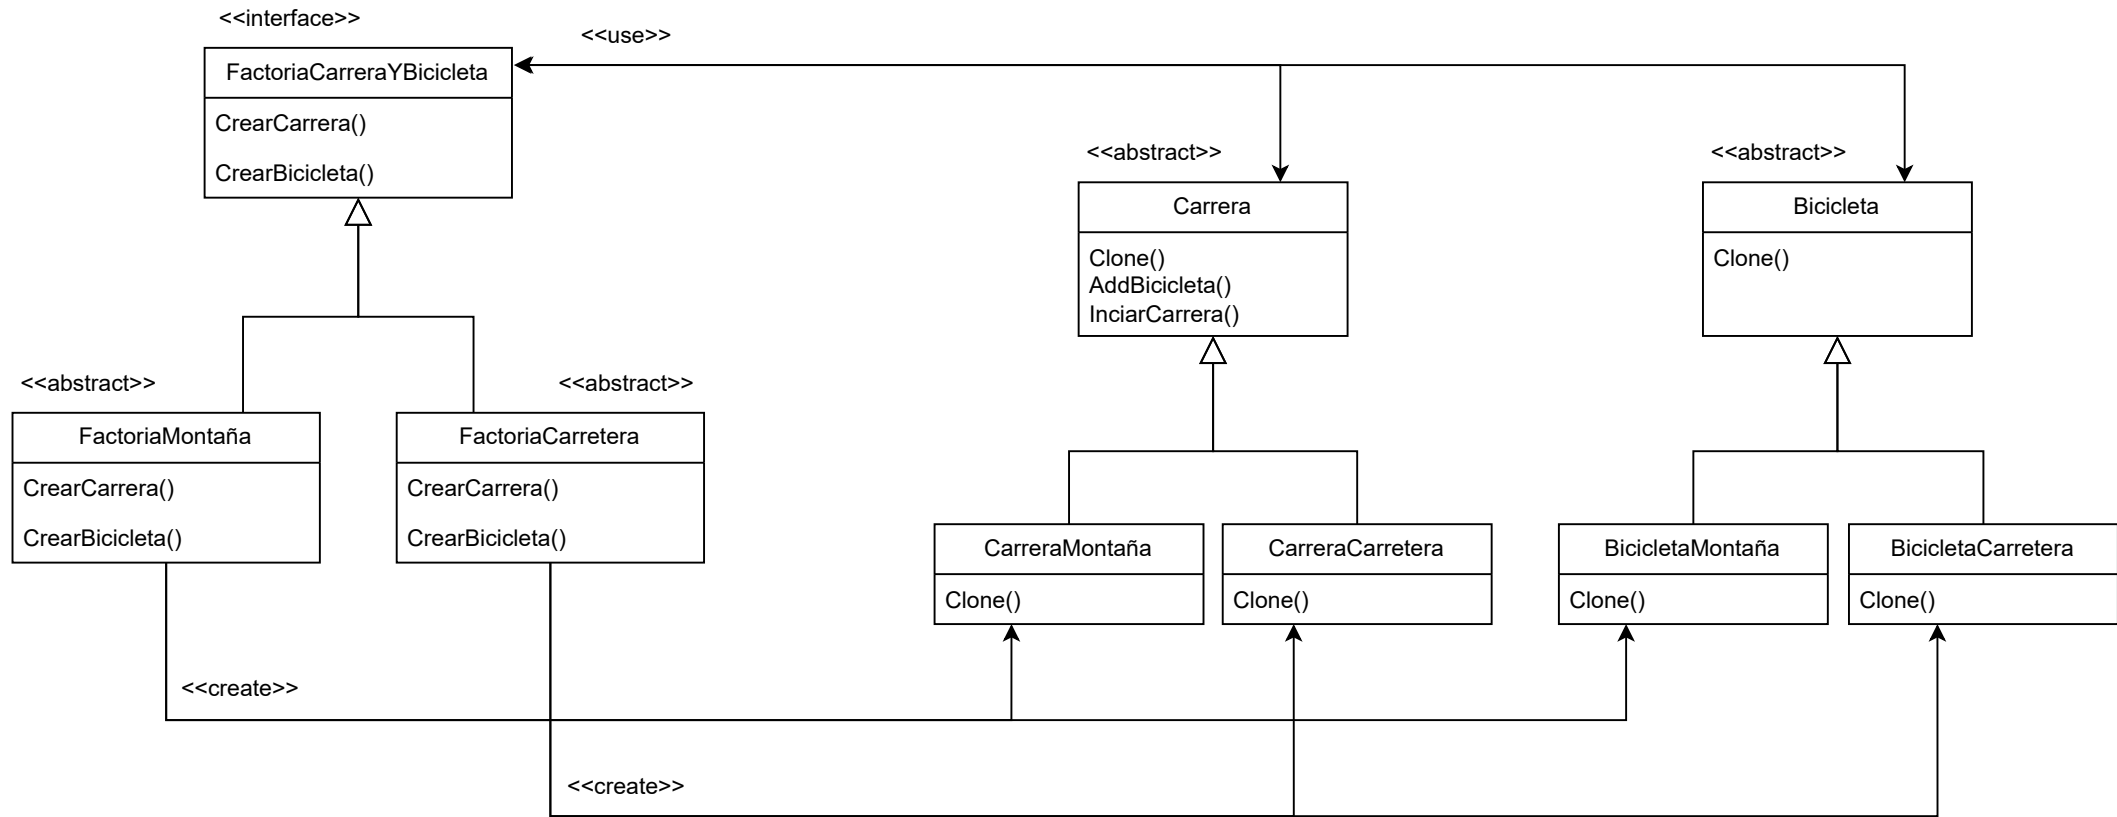 <<interface>>
<<use>>
FactoriaCarreraYBicicleta
CrearCarrera()
CrearBicicleta()
<<abstract>>
Carrera
Clone()
AddBicicleta()
InciarCarrera()
<<abstract>>
Bicicleta
Clone()
<<abstract>>
FactoriaMontaña
CrearCarrera()
CrearBicicleta()
<<abstract>>
FactoriaCarretera
CrearCarrera()
CrearBicicleta()
CarreraMontaña
Clone()
CarreraCarretera
Clone()
BicicletaMontaña
Clone()
BicicletaCarretera
Clone()
<<create>>
<<create>>